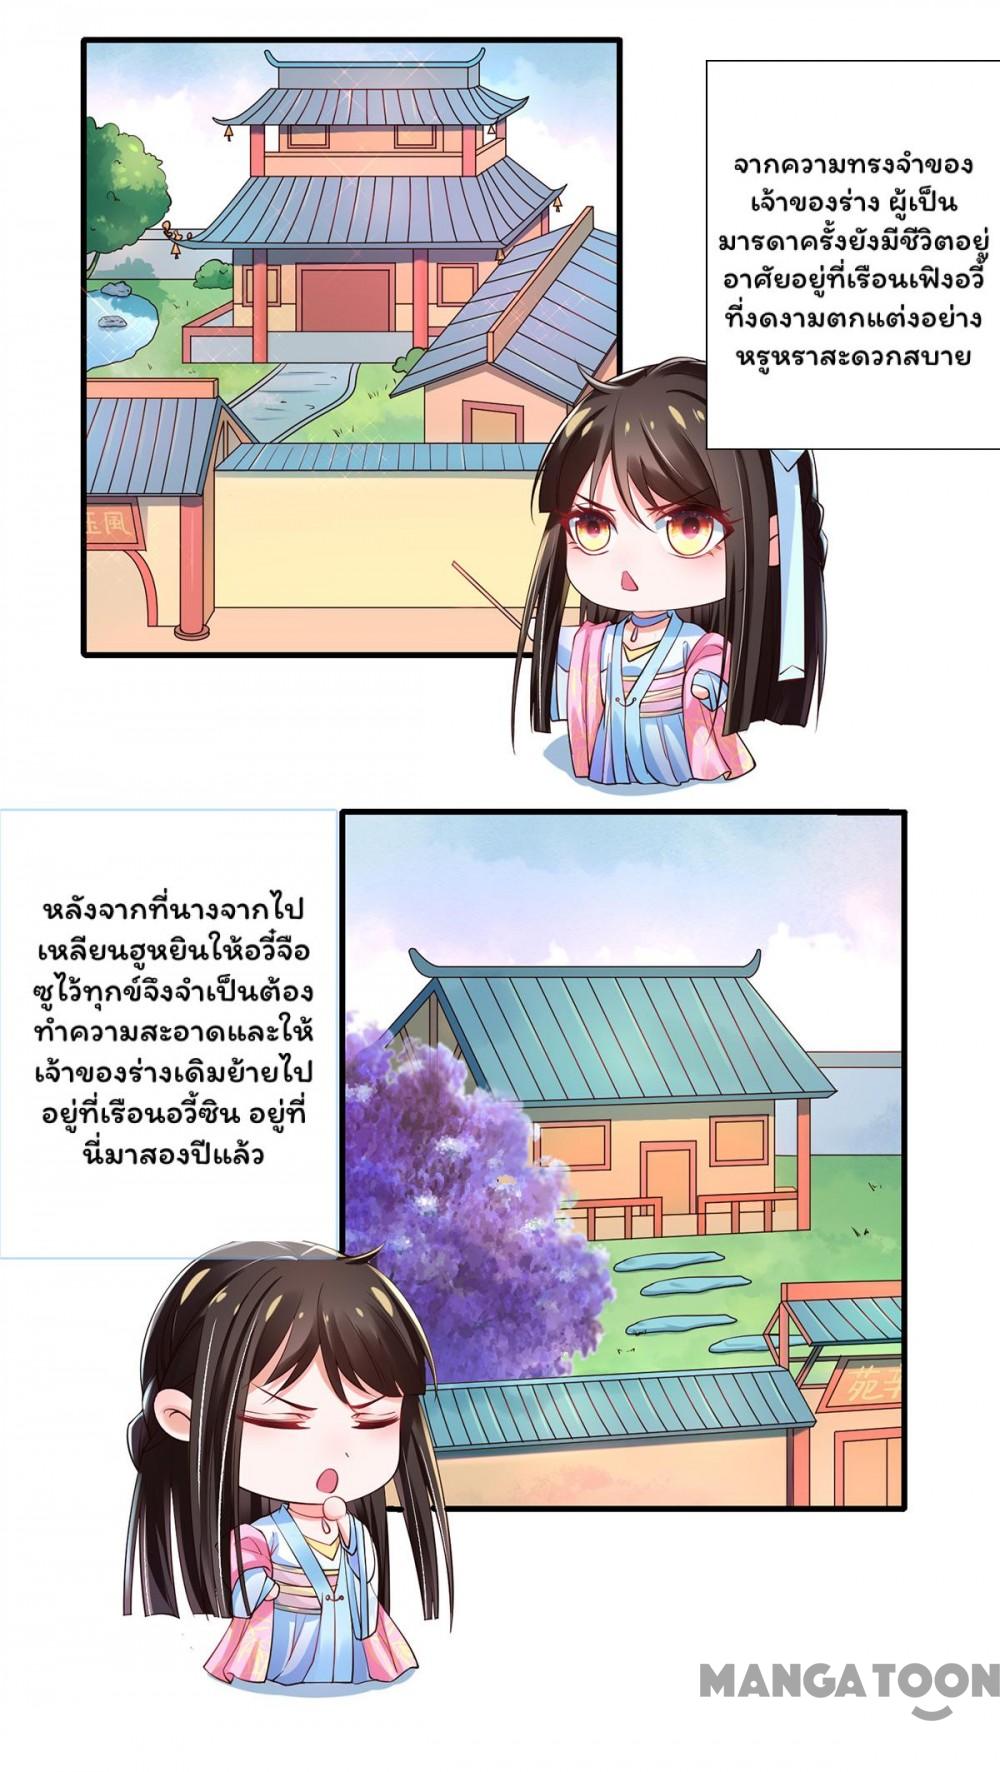 จากความทรงจำของ
เจ้าของร่าง ผู้เป็น
มารดาครั้งยังมีชีวิตอยู่
อาศัยอยู่ที่เรือนเฟิงอวี้
ที่งดงามตกแต่งอย่าง
หรูหราสะดวกสบาย
風
หลังจากที่นางจากไป
เหลียนฮูหยินให้อวี๋จือ
ซูไว้ทุกข์จึงจำเป็นต้อง
ทำความสะอาดและให้
เจ้าของร่างเดิมย้ายไป
อยู่ที่เรือนอวี้ซิน อยู่ที่
นี่มาสองปีแล้ว
苑
MANGATOON